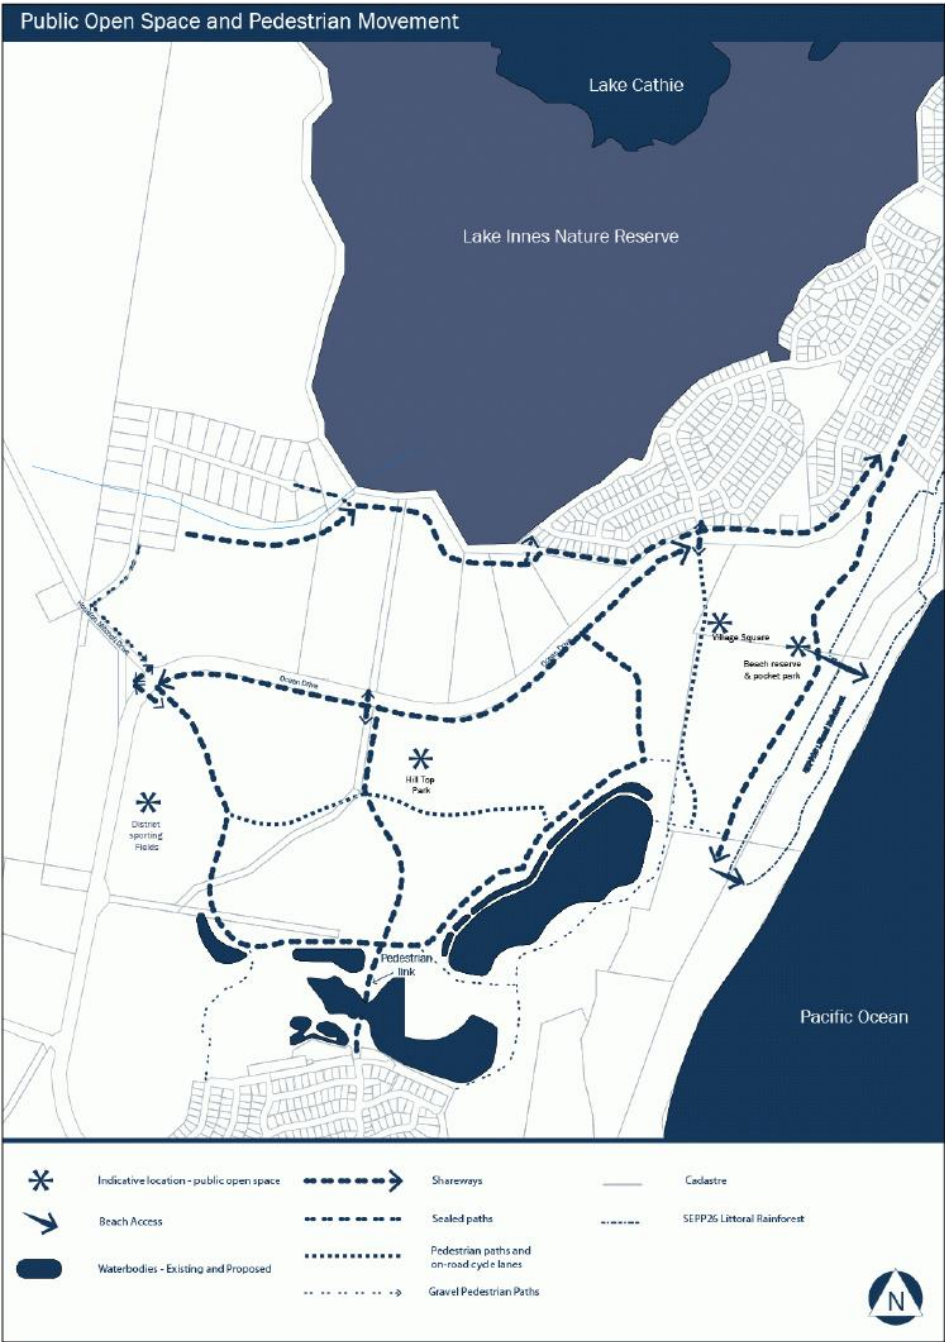 Public Open Space and Pedestrian Movement
Lake Cathie
Lake Innes Nature Reserve
Ocean Drive
Ocean Drive
Village Square
Beach reserve
& pocket park
Hill Top
Park
District
sporting
Fields
Pedestrian
link
Pacific Ocean
Indicative location - public open space
Shareways
Cadastre
Beach Access
Sealed paths
SEPP26 Littoral Rainforest
Waterbodies - Existing and Proposed
Pedestrian paths and
on-road cycle lanes
Gravel Pedestrian Paths
N